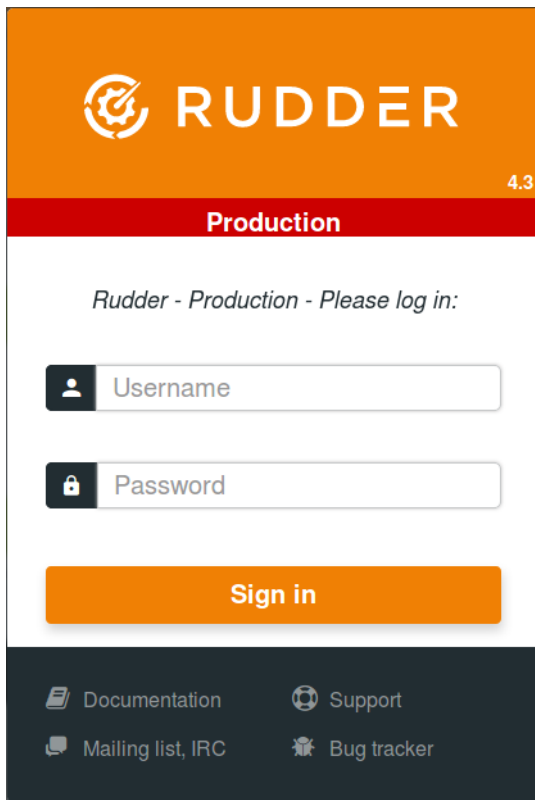 RUDDER
4.3
Production
Rudder - Production - Please log in:
Username
Password
Sign in
Documentation
Support
Mailing list, IRC
Bug tracker